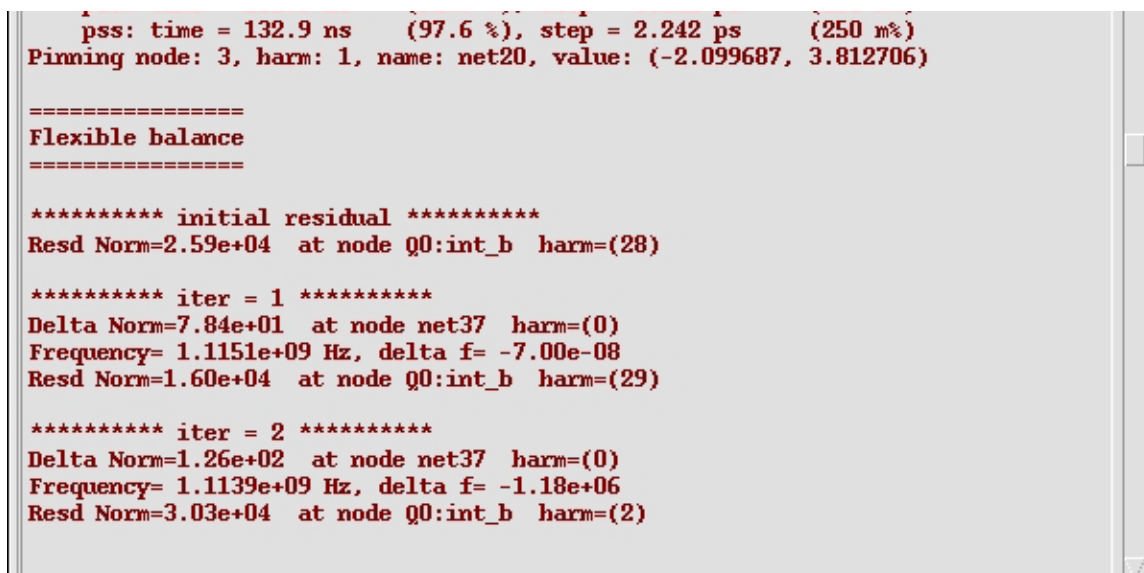 pss: time = 132.9 ns (97.6 %), step = 2.242 ps (250 m%)
Pinning node: 3, harm: 1, name: net20, value: (-2.099687, 3.812706)
================
Flexible balance
================
********** initial residual **********
Resd Norm=2.59e+04 at node Q0:int_b harm=(28)
********** iter = 1 **********
Delta Norm=7.84e+01 at node net37 harm=(0)
Frequency= 1.1151e+09 Hz, delta f= -7.00e-08
Resd Norm=1.60e+04 at node Q0:int_b harm=(29)
********** iter = 2 **********
Delta Norm=1.26e+02 at node net37 harm=(0)
Frequency= 1.1139e+09 Hz, delta f= -1.18e+06
Resd Norm=3.03e+04 at node Q0:int_b harm=(2)